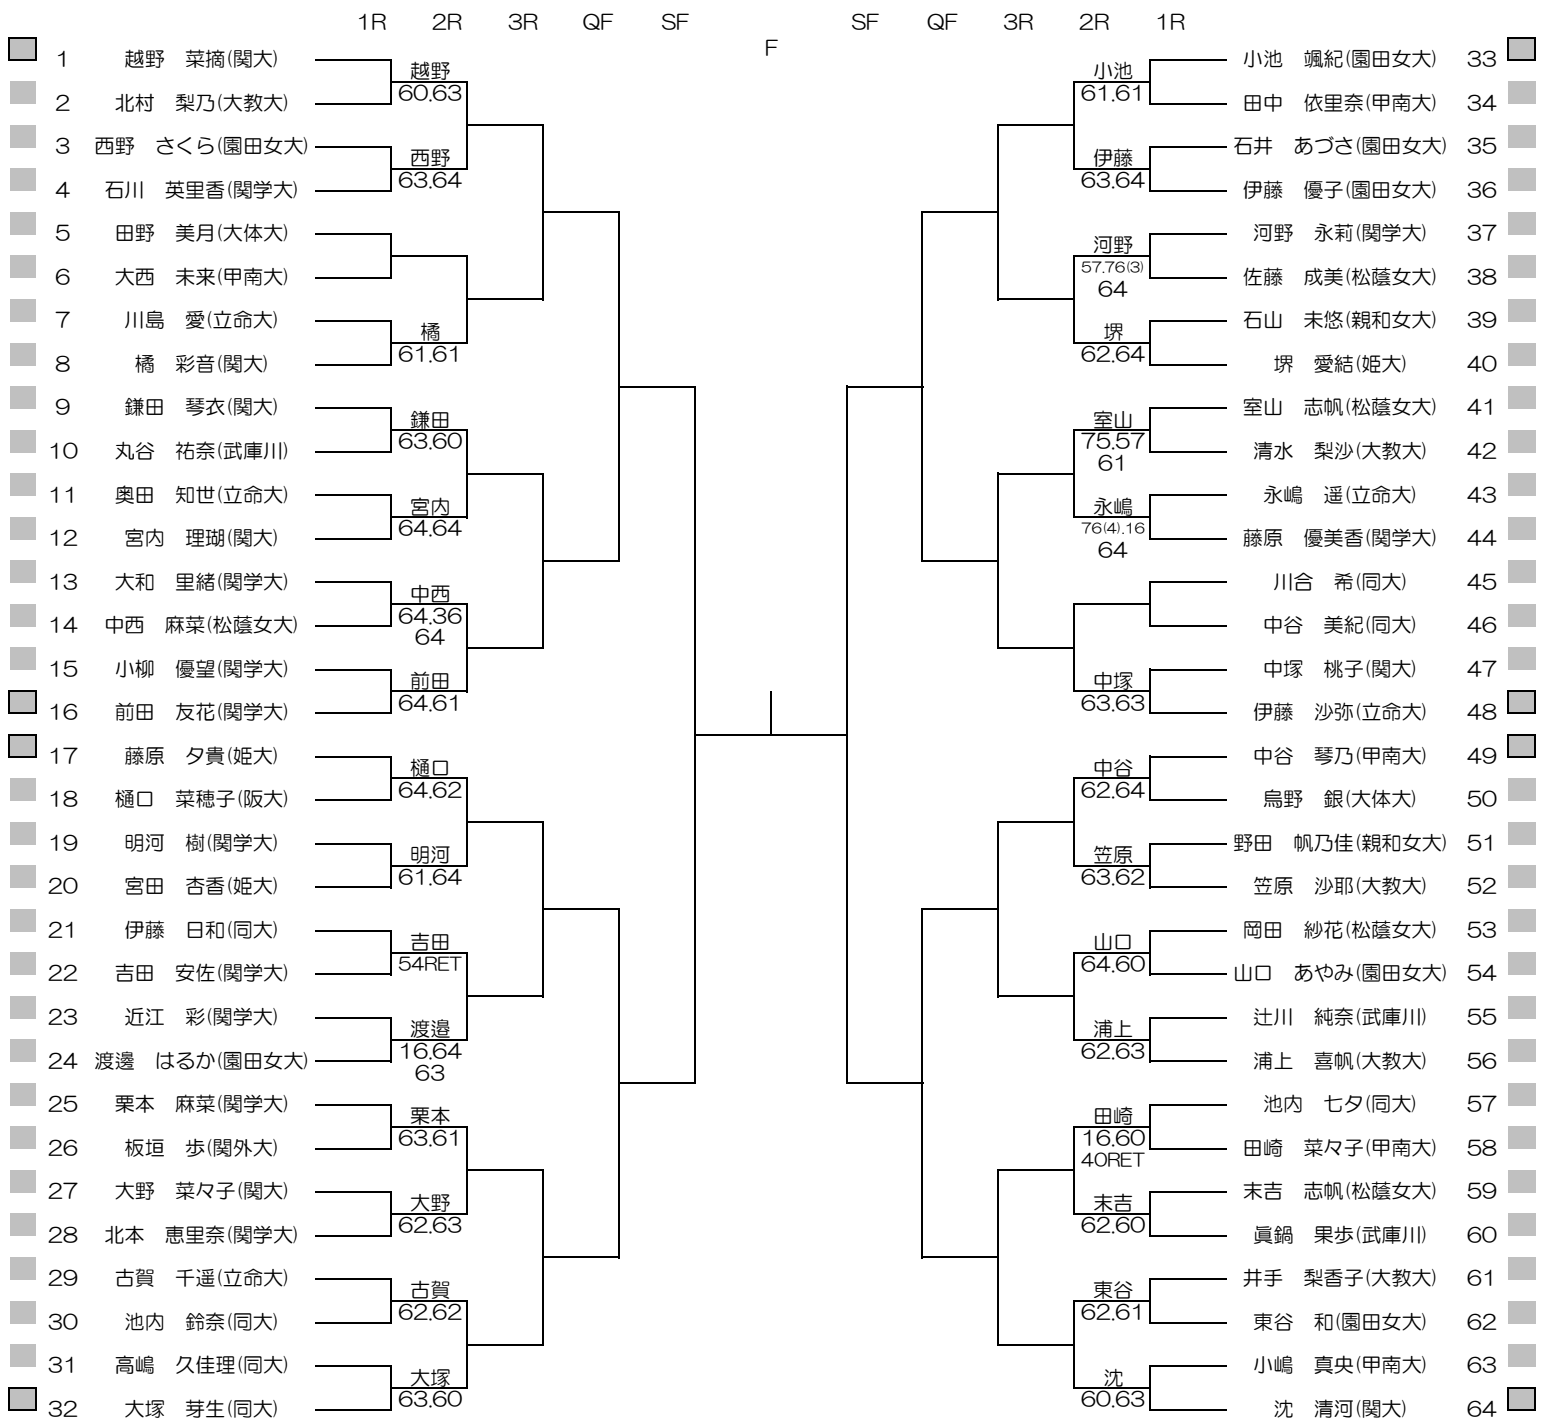 1R 2R 3R QF SF F SF QF 3R 2R 1R
1 越野 菜摘(関大)
2 北村 梨乃(大教大)
越野
60.63
3 西野 さくら(園田女大)
4 石川 英里香(関学大)
西野
63.64
5 田野 美月(大体大)
6 大西 未来(甲南大)
7 川島 愛(立命大)
8 橘 彩音(関大)
橘
61.61
9 鎌田 琴衣(関大)
10 丸谷 祐奈(武庫川)
鎌田
63.60
11 奥田 知世(立命大)
12 宮内 理瑚(関大)
宮内
64.64
13 大和 里緒(関学大)
14 中西 麻菜(松蔭女大)
中西
64.36
64
15 小柳 優望(関学大)
16 前田 友花(関学大)
前田
64.61
17 藤原 夕貴(姫大)
18 樋口 菜穂子(阪大)
樋口
64.62
19 明河 樹(関学大)
20 宮田 杏香(姫大)
明河
61.64
21 伊藤 日和(同大)
22 吉田 安佐(関学大)
吉田
54RET
23 近江 彩(関学大)
24 渡邉 はるか(園田女大)
渡邉
16.64
63
25 栗本 麻菜(関学大)
26 板垣 歩(関外大)
栗本
63.61
27 大野 菜々子(関大)
28 北本 恵里奈(関学大)
大野
62.63
29 古賀 千遥(立命大)
30 池内 鈴奈(同大)
古賀
62.62
31 高嶋 久佳理(同大)
32 大塚 芽生(同大)
大塚
63.60
小池 颯紀(園田女大) 33
田中 依里奈(甲南大) 34
小池
61.61
石井 あづさ(園田女大) 35
伊藤 優子(園田女大) 36
伊藤
63.64
河野 永莉(関学大) 37
佐藤 成美(松蔭女大) 38
河野
57.76(3)
64
石山 未悠(親和女大) 39
堺 愛結(姫大) 40
堺
62.64
室山 志帆(松蔭女大) 41
清水 梨沙(大教大) 42
室山
75.57
61
永嶋 遥(立命大) 43
藤原 優美香(関学大) 44
永嶋
76(4).16
64
川合 希(同大) 45
中谷 美紀(同大) 46
中塚 桃子(関大) 47
伊藤 沙弥(立命大) 48
中塚
63.63
中谷 琴乃(甲南大) 49
烏野 銀(大体大) 50
中谷
62.64
野田 帆乃佳(親和女大) 51
笠原 沙耶(大教大) 52
笠原
63.62
岡田 紗花(松蔭女大) 53
山口 あやみ(園田女大) 54
山口
64.60
辻川 純奈(武庫川) 55
浦上 喜帆(大教大) 56
浦上
62.63
池内 七夕(同大) 57
田崎 菜々子(甲南大) 58
田崎
16.60
40RET
末吉 志帆(松蔭女大) 59
眞鍋 果歩(武庫川) 60
末吉
62.60
井手 梨香子(大教大) 61
東谷 和(園田女大) 62
東谷
62.61
小嶋 真央(甲南大) 63
沈 清河(関大) 64
沈
60.63